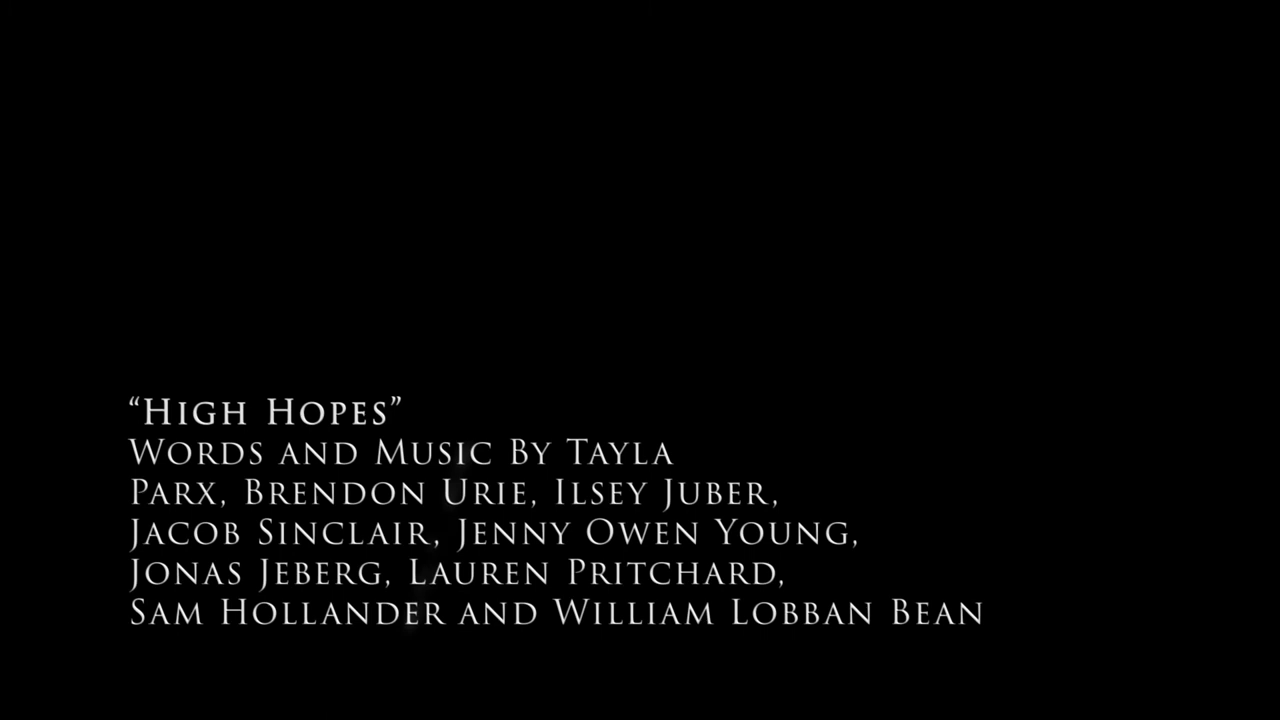 “High Hopes”
Words and Music By Tayla
Parx, Brendon Urie, Ilsey Juber,
Jacob Sinclair, Jenny Owen Young,
Jonas Jeberg, Lauren Pritchard,
Sam Hollander and William Lobban Bean